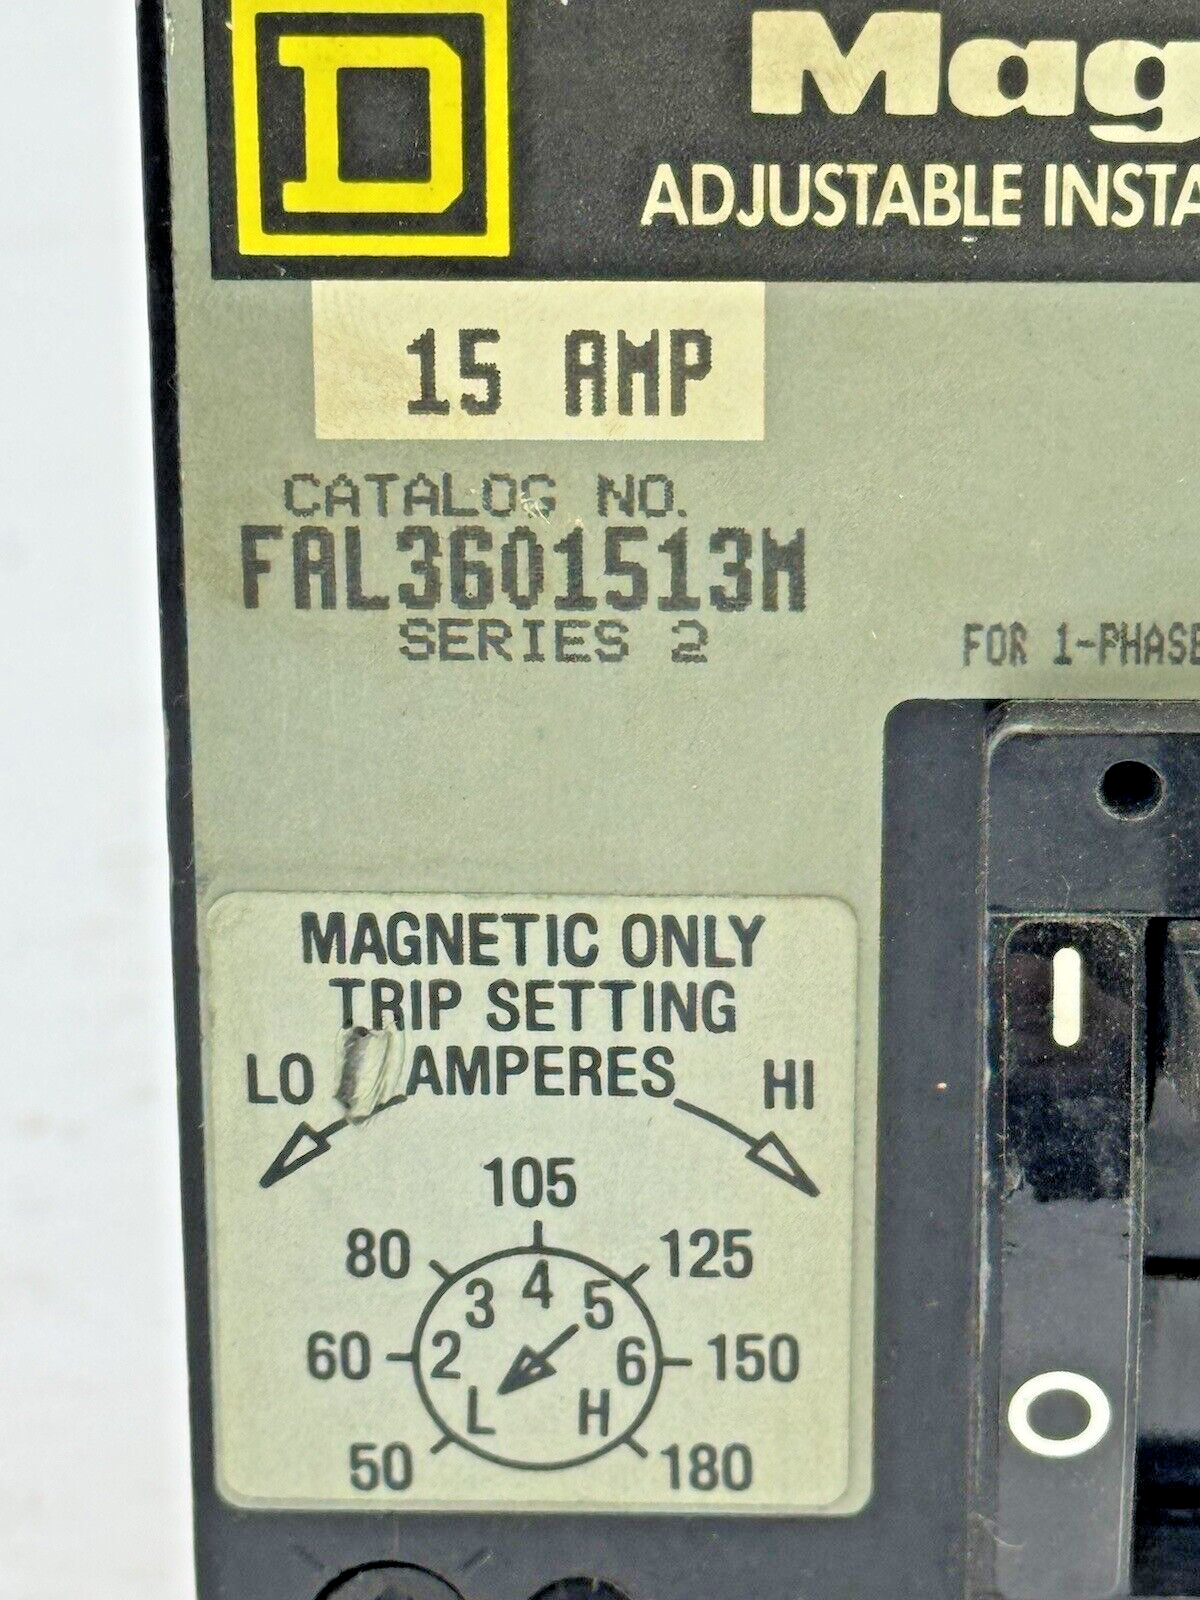 D
Mag
ADJUSTABLE INSTA
15 AMP
CATALOG NO.
FAL3601513M
SERIES 2
FOR 1-PHASE
MAGNETIC ONLY
TRIP SETTING
LO AMPERES HI
105
80 125
3 4 5
60 2 6 150
L H
50 180
I
O